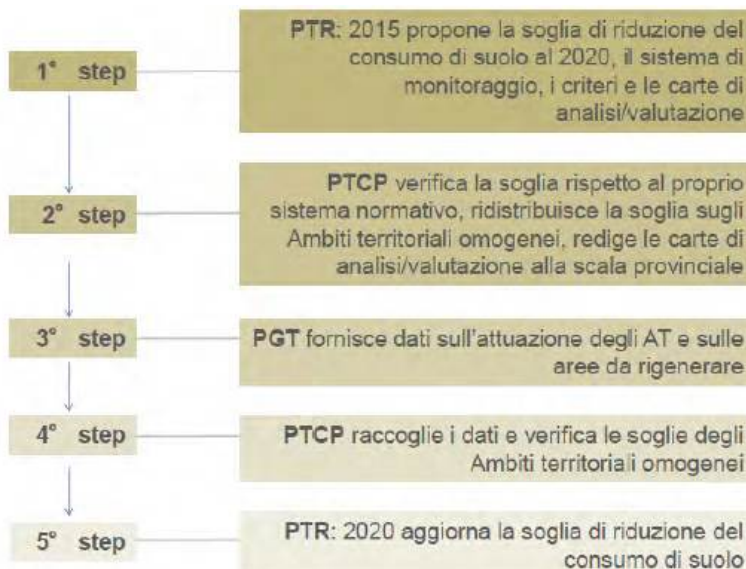 1° step
PTR: 2015 propone la soglia di riduzione del
consumo di suolo al 2020, il sistema di
monitoraggio, i criteri e le carte di
analisi/valutazione
2° step
PTCP verifica la soglia rispetto al proprio
sistema normativo, ridistribuisce la soglia sugli
Ambiti territoriali omogenei, redige le carte di
analisi/valutazione alla scala provinciale
3° step
PGT fornisce dati sull'attuazione degli AT e sulle
aree da rigenerare
4° step
PTCP raccoglie i dati e verifica le soglie degli
Ambiti territoriali omogenei
5° step
PTR: 2020 aggiorna la soglia di riduzione del
consumo di suolo